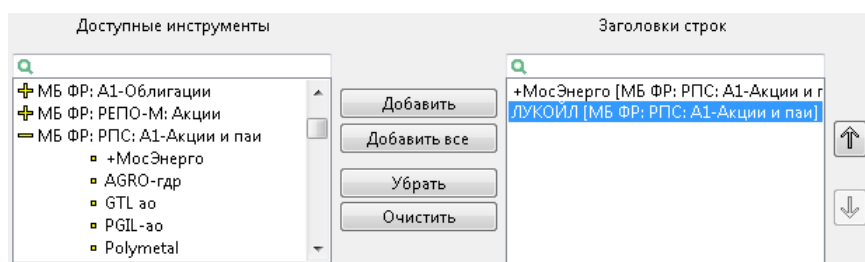 Доступные инструменты
МБ ФР: А1-Облигации
МБ ФР: РЕПО-М: Акции
МБ ФР: РПС: А1-Акции и паи
+МосЭнерго
AGRO-гдр
GTL ао
PGIL-ао
Polymetal
Добавить
Добавить все
Убрать
Очистить
Заголовки строк
+МосЭнерго [МБ ФР: РПС: А1-Акции и г
ЛУКОЙЛ [МБ ФР: РПС: А1-Акции и паи]